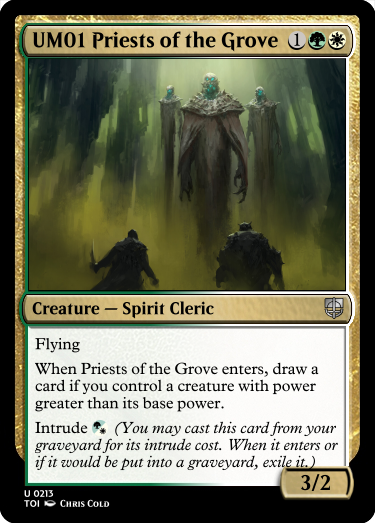 UM01 Priests of the Grove 1
Creature — Spirit Cleric
Flying
When Priests of the Grove enters, draw a
card if you control a creature with power
greater than its base power.
Intrude (You may cast this card from your
graveyard for its intrude cost. When it enters or
if it would be put into a graveyard, exile it.)
3/2
U 0213
TOI CHRIS COLD